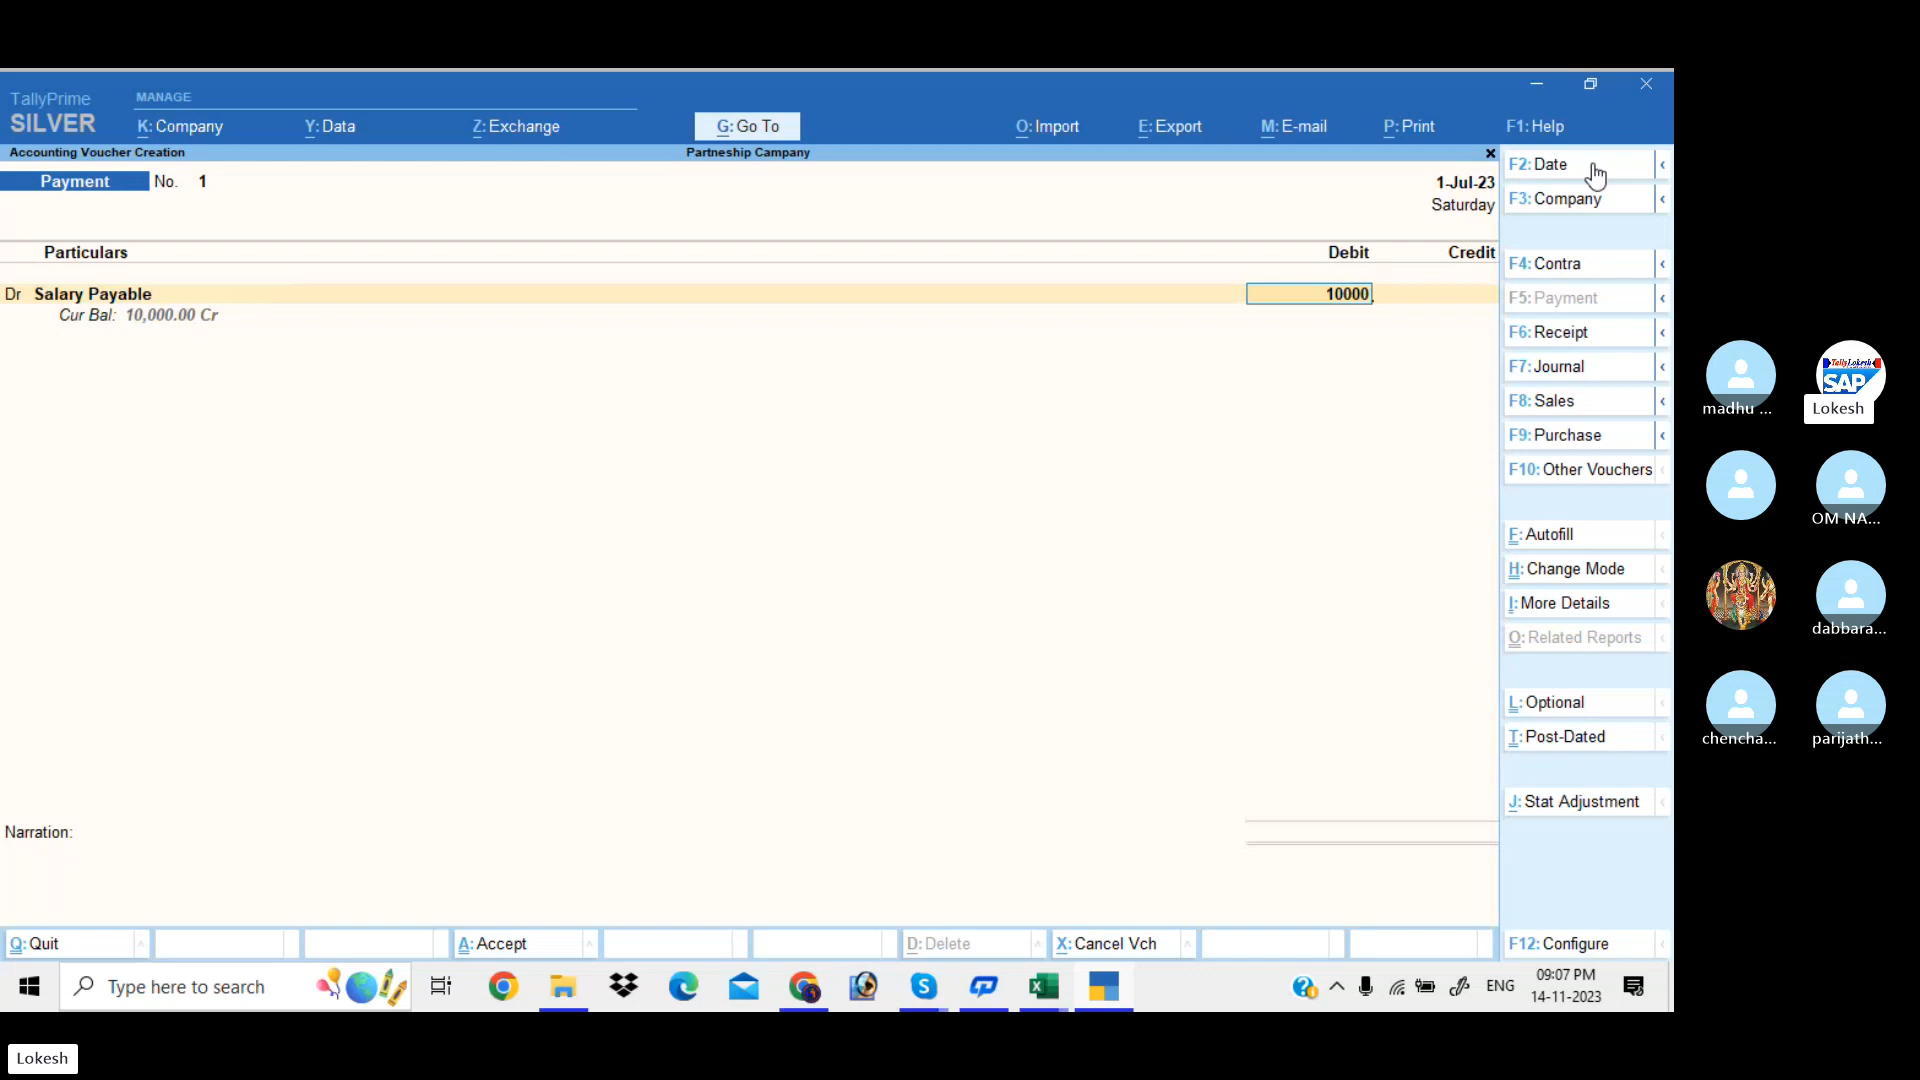 TallyPrime
SILVER
MANAGE
K: Company
Y: Data
Z: Exchange
G: Go To
O: Import
E: Export
M: E-mail
P: Print
F1: Help
Accounting Voucher Creation
Partneship Campany
Payment No. 1
1-Jul-23
Saturday
Particulars Debit Credit
Dr Salary Payable 10000
Cur Bal: 10,000.00 Cr
Narration:
F2: Date
F3: Company
F4: Contra
F5: Payment
F6: Receipt
F7: Journal
F8: Sales
F9: Purchase
F10: Other Vouchers
F: Autofill
H: Change Mode
I: More Details
O: Related Reports
L: Optional
T: Post-Dated
J: Stat Adjustment
F12: Configure
Q: Quit
A: Accept
D: Delete
X: Cancel Vch
Type here to search
ENG
09:07 PM
14-11-2023
madhu ...
TallyLokesh
SAP
Lokesh
OM NA...
dabbara...
chencha...
parijath...
Lokesh